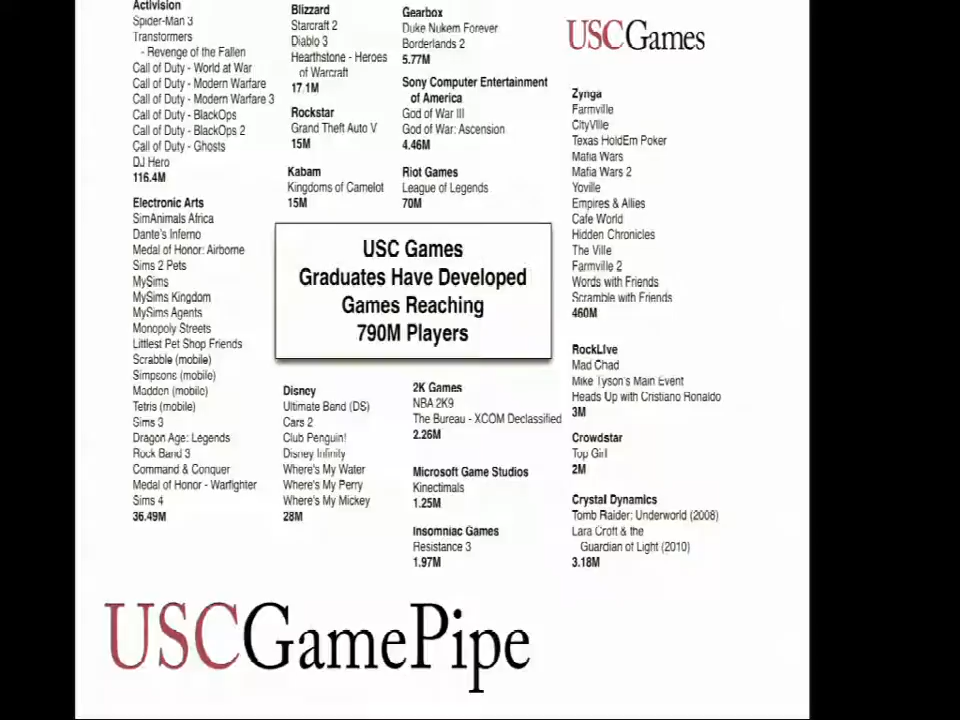 Activision
Spider-Man 3
Transformers
- Revenge of the Fallen
Call of Duty - World at War
Call of Duty - Modern Warfare
Call of Duty - Modern Warfare 3
Call of Duty - BlackOps
Call of Duty - BlackOps 2
Call of Duty - Ghosts
DJ Hero
116.4M
Electronic Arts
SimAnimals Africa
Dante's Inferno
Medal of Honor: Airborne
Sims 2 Pets
MySims
MySims Kingdom
MySims Agents
Monopoly Streets
Littlest Pet Shop Friends
Scrabble (mobile)
Simpsons (mobile)
Madden (mobile)
Tetris (mobile)
Sims 3
Dragon Age: Legends
Rock Band 3
Command & Conquer
Medal of Honor - Warfighter
Sims 4
36.49M
Blizzard
Starcraft 2
Diablo 3
Hearthstone - Heroes
of Warcraft
17.1M
Rockstar
Grand Theft Auto V
15M
Kabam
Kingdoms of Camelot
15M
Gearbox
Duke Nukem Forever
Borderlands 2
5.77M
Sony Computer Entertainment
of America
God of War III
God of War: Ascension
4.46M
Riot Games
League of Legends
70M
USC Games
Graduates Have Developed
Games Reaching
790M Players
Disney
Ultimate Band (DS)
Cars 2
Club Penguin!
Disney Infinity
Where's My Water
Where's My Perry
Where's My Mickey
28M
2K Games
NBA 2K9
The Bureau - XCOM Declassified
2.26M
Microsoft Game Studios
Kinectimals
1.25M
Insomniac Games
Resistance 3
1.97M
USCGames
Zynga
Farmville
CityVille
Texas HoldEm Poker
Mafia Wars
Mafia Wars 2
Yoville
Empires & Allies
Cafe World
Hidden Chronicles
The Ville
Farmville 2
Words with Friends
Scramble with Friends
460M
RockLive
Mad Chad
Mike Tyson's Main Event
Heads Up with Cristiano Ronaldo
3M
Crowdstar
Top Girl
2M
Crystal Dynamics
Tomb Raider: Underworld (2008)
Lara Croft & the
Guardian of Light (2010)
3.18M
USCGamePipe